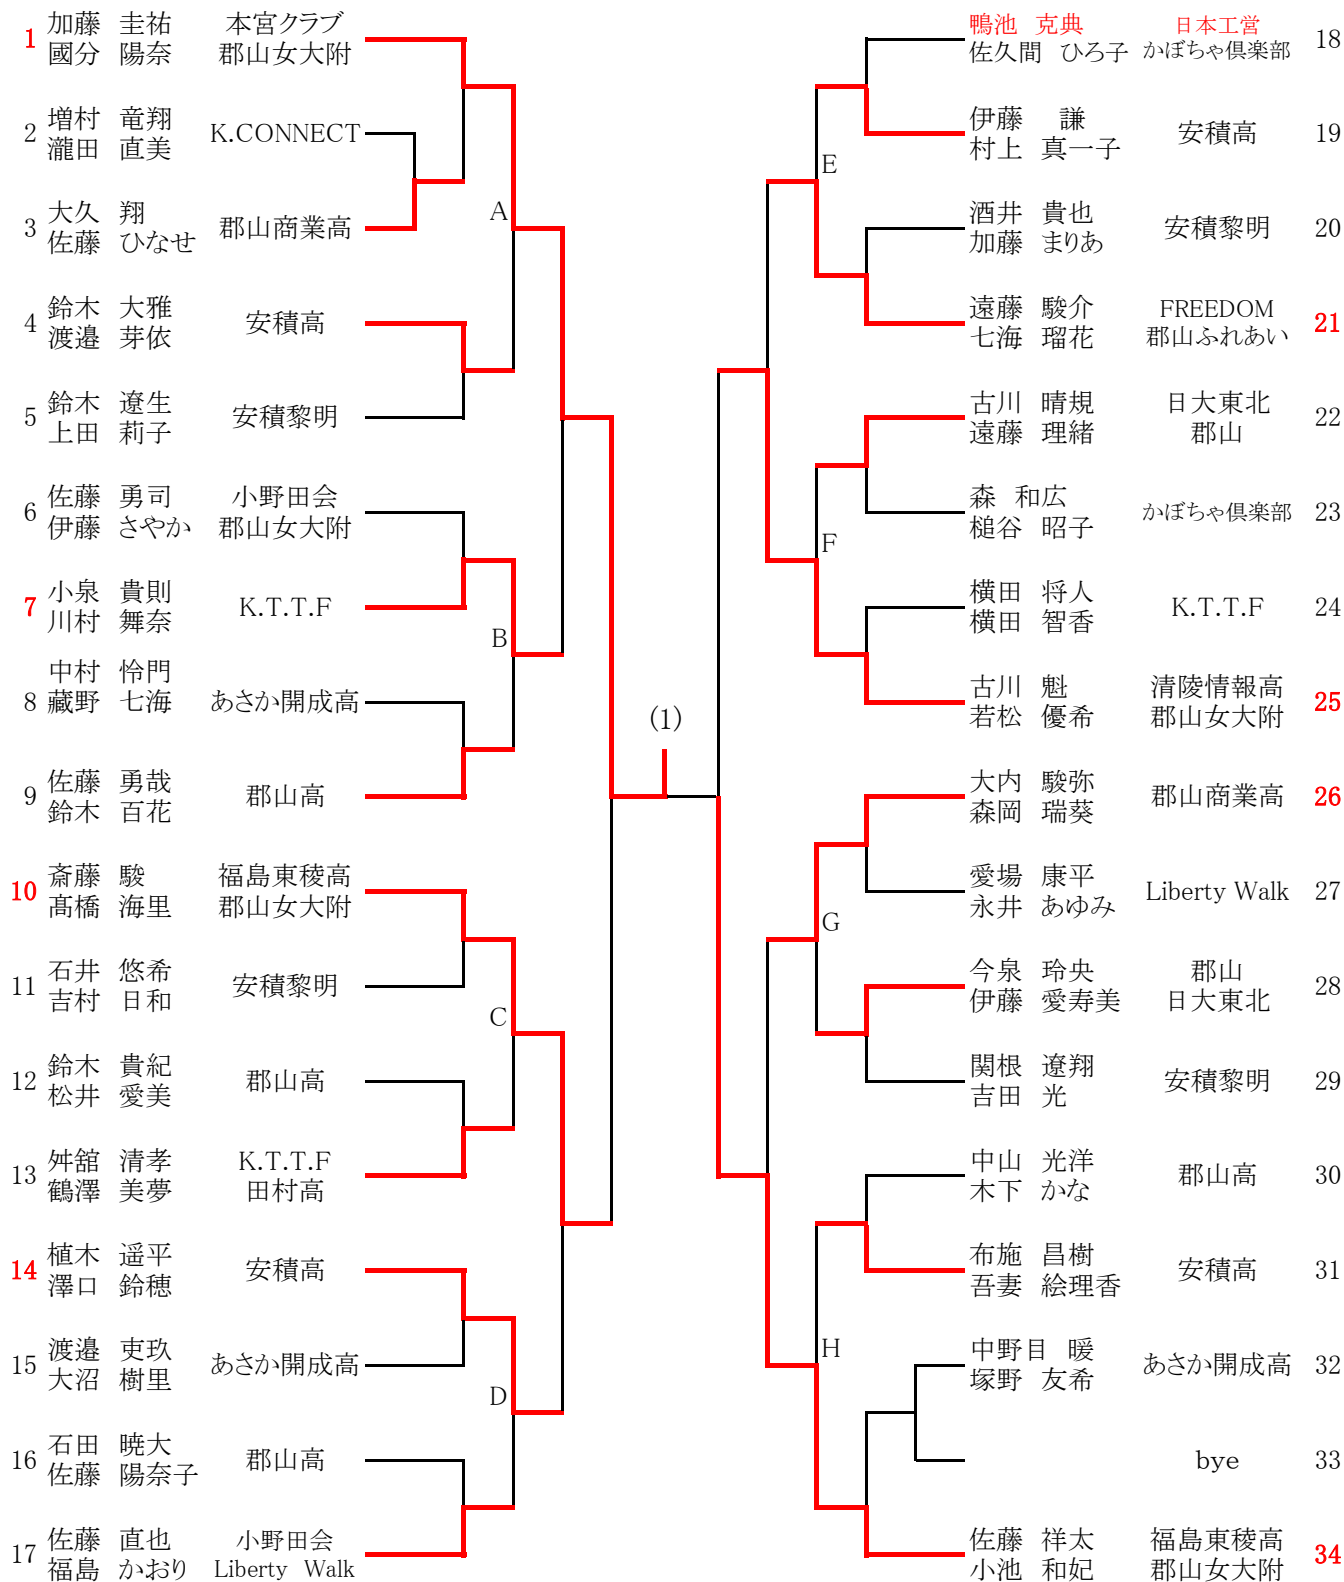 1 加藤 圭祐 本宮クラブ
國分 陽奈 郡山女大附
2 増村 竜翔 K.CONNECT
瀧田 直美
3 大久 翔 郡山商業高
佐藤 ひなせ
A
4 鈴木 大雅 安積高
渡邉 芽依
5 鈴木 遼生 安積黎明
上田 莉子
6 佐藤 勇司 小野田会
伊藤 さやか 郡山女大附
7 小泉 貴則 K.T.T.F
川村 舞奈
B
8 中村 怜門 あさか開成高
藏野 七海
9 佐藤 勇哉 郡山高
鈴木 百花
10 斎藤 駿 福島東稜高
髙橋 海里 郡山女大附
11 石井 悠希 安積黎明
吉村 日和
C
12 鈴木 貴紀 郡山高
松井 愛美
13 舛舘 清孝 K.T.T.F
鶴澤 美夢 田村高
14 植木 遥平 安積高
澤口 鈴穂
15 渡邉 吏玖 あさか開成高
大沼 樹里
D
16 石田 暁大 郡山高
佐藤 陽奈子
17 佐藤 直也 小野田会
福島 かおり Liberty Walk
(1)
鴨池 克典 日本工営 18
佐久間 ひろ子 かぼちゃ倶楽部
伊藤 謙 安積高 19
村上 真一子
E
酒井 貴也 安積黎明 20
加藤 まりあ
遠藤 駿介 FREEDOM 21
七海 瑠花 郡山ふれあい
古川 晴規 日大東北 22
遠藤 理緒 郡山
森 和広 かぼちゃ倶楽部 23
槌谷 昭子
F
横田 将人 K.T.T.F 24
横田 智香
古川 魁 清陵情報高 25
若松 優希 郡山女大附
大内 駿弥 郡山商業高 26
森岡 瑞葵
愛場 康平 Liberty Walk 27
永井 あゆみ
G
今泉 玲央 郡山 28
伊藤 愛寿美 日大東北
関根 遼翔 安積黎明 29
吉田 光
中山 光洋 郡山高 30
木下 かな
布施 昌樹 安積高 31
吾妻 絵理香
H
中野目 暖 あさか開成高 32
塚野 友希
bye 33
佐藤 祥太 福島東稜高 34
小池 和妃 郡山女大附